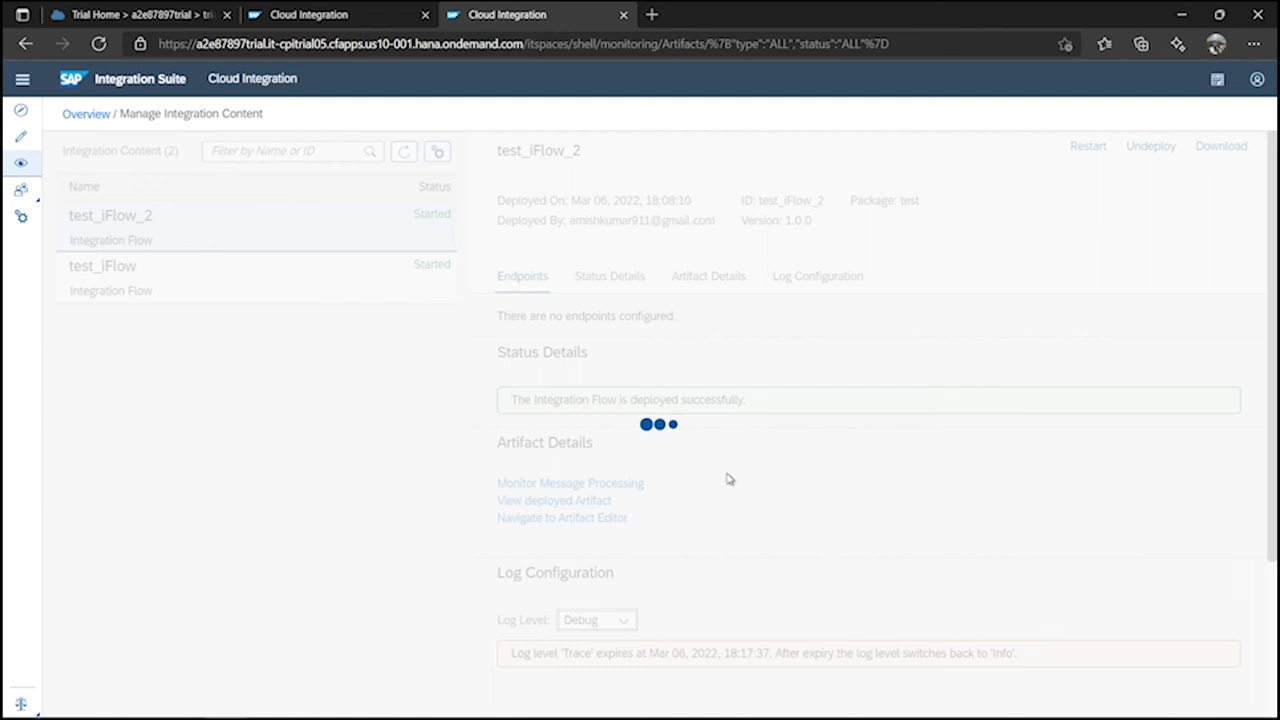 Trial Home > a2e87897trial > tri
Cloud Integration
Cloud Integration
https://a2e87897trial.it-cpitrial05.cfapps.us10-001.hana.ondemand.com/itspaces/shell/monitoring/Artifacts/%7B"type":"ALL","status":"ALL"%7D
SAP Integration Suite Cloud Integration
Overview / Manage Integration Content
Integration Content (2)
Filter by Name or ID
Name Status
test_iFlow_2 Started
Integration Flow
test_iFlow Started
Integration Flow
test_iFlow_2
Restart Undeploy Download
Deployed On: Mar 06, 2022, 18:08:10 ID: test_iFlow_2 Package: test
Deployed By: amishkumar911@gmail.com Version: 1.0.0
Endpoints Status Details Artifact Details Log Configuration
There are no endpoints configured.
Status Details
The Integration Flow is deployed successfully.
Artifact Details
Monitor Message Processing
View deployed Artifact
Navigate to Artifact Editor
Log Configuration
Log Level: Debug
Log level 'Trace' expires at Mar 06, 2022, 18:17:37. After expiry the log level switches back to 'Info'.